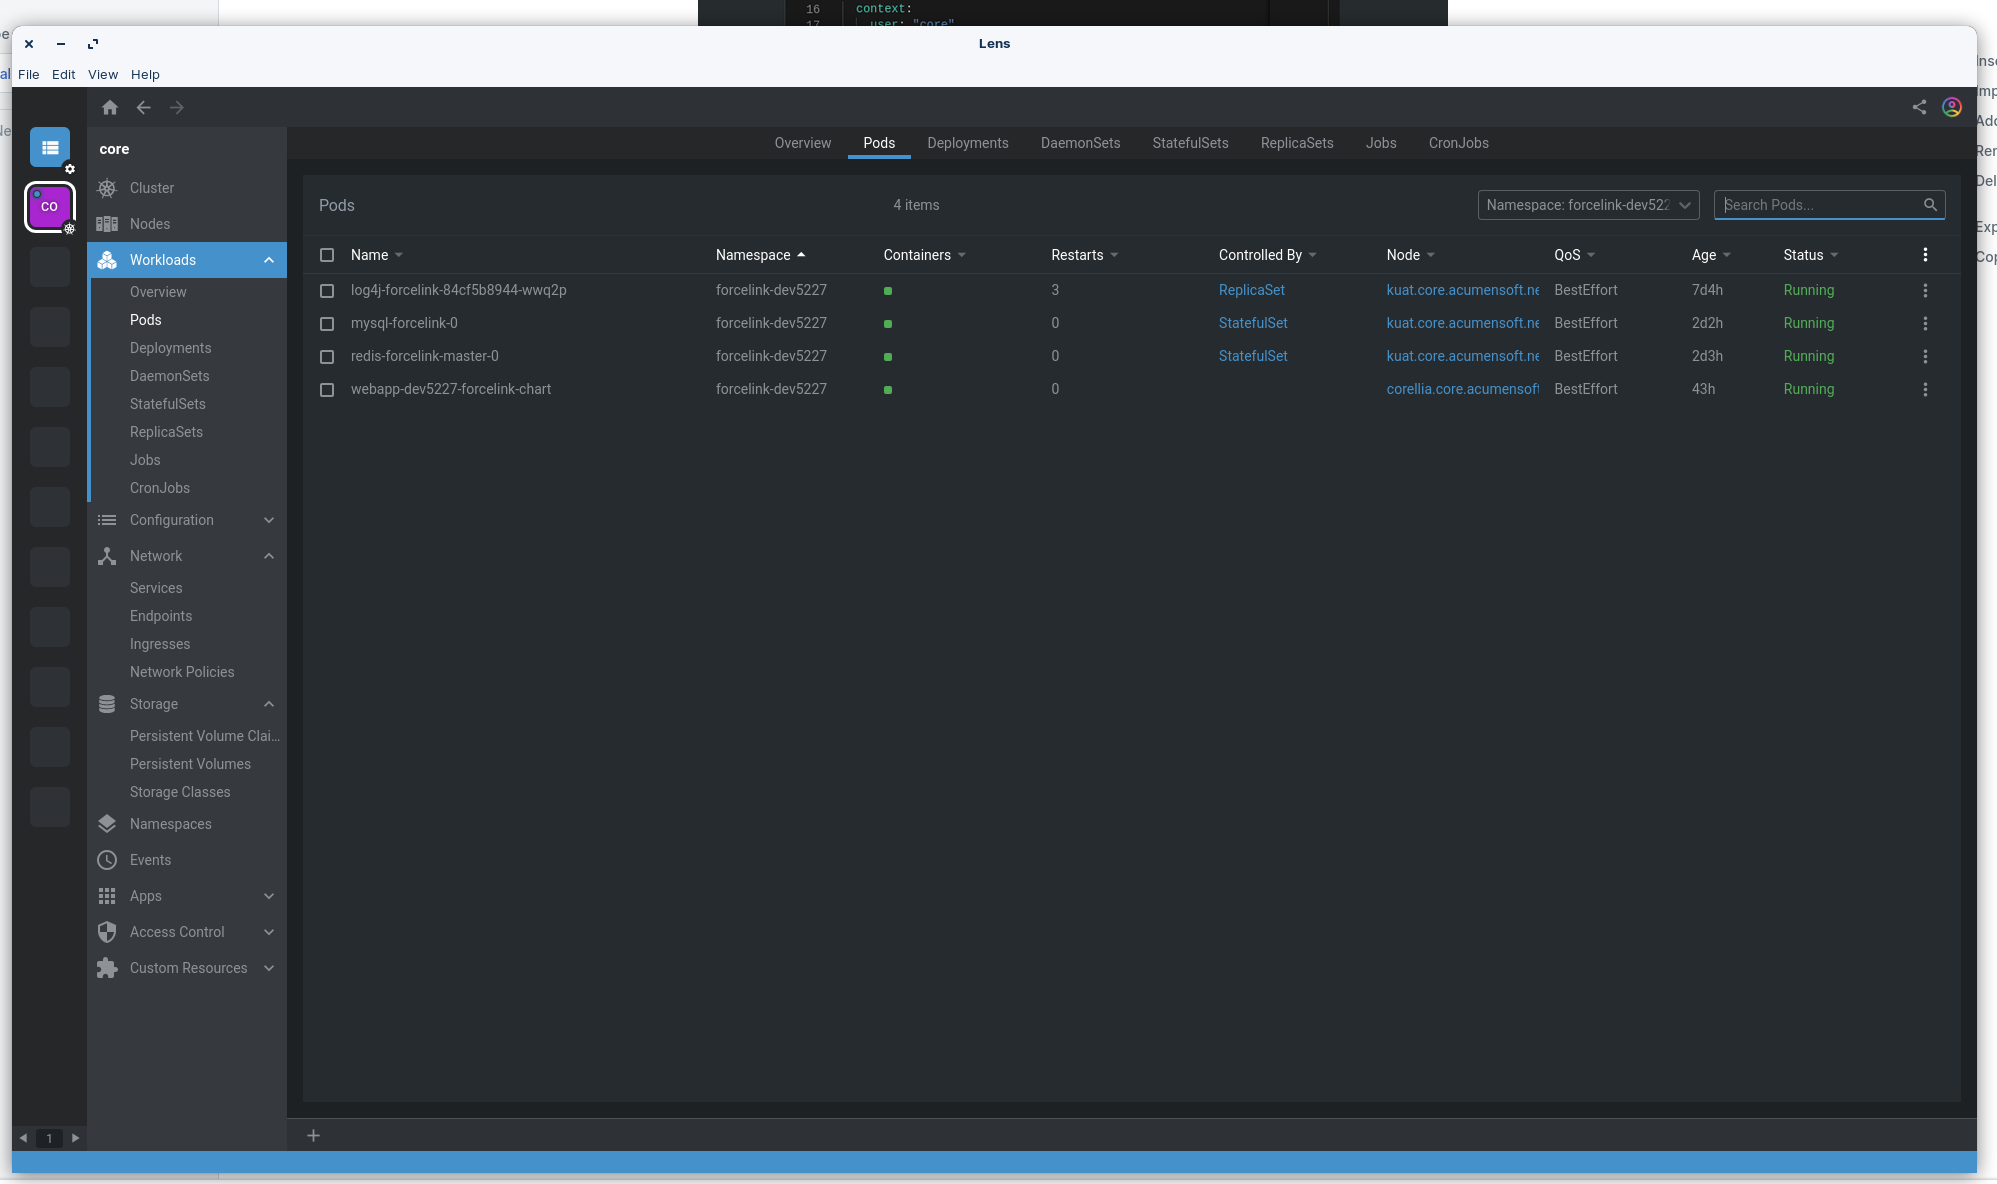 16 context:
17 user: "core"
Lens
File Edit View Help
core
Overview Pods Deployments DaemonSets StatefulSets ReplicaSets Jobs CronJobs
CO
Cluster
Nodes
Workloads
Overview
Pods
Deployments
DaemonSets
StatefulSets
ReplicaSets
Jobs
CronJobs
Configuration
Network
Services
Endpoints
Ingresses
Network Policies
Storage
Persistent Volume Clai...
Persistent Volumes
Storage Classes
Namespaces
Events
Apps
Access Control
Custom Resources
1
Pods 4 items Namespace: forcelink-dev522 Search Pods...
Name Namespace Containers Restarts Controlled By Node QoS Age Status
log4j-forcelink-84cf5b8944-wwq2p forcelink-dev5227 3 ReplicaSet kuat.core.acumensoft.ne BestEffort 7d4h Running
mysql-forcelink-0 forcelink-dev5227 0 StatefulSet kuat.core.acumensoft.ne BestEffort 2d2h Running
redis-forcelink-master-0 forcelink-dev5227 0 StatefulSet kuat.core.acumensoft.ne BestEffort 2d3h Running
webapp-dev5227-forcelink-chart forcelink-dev5227 0 corellia.core.acumensoft BestEffort 43h Running